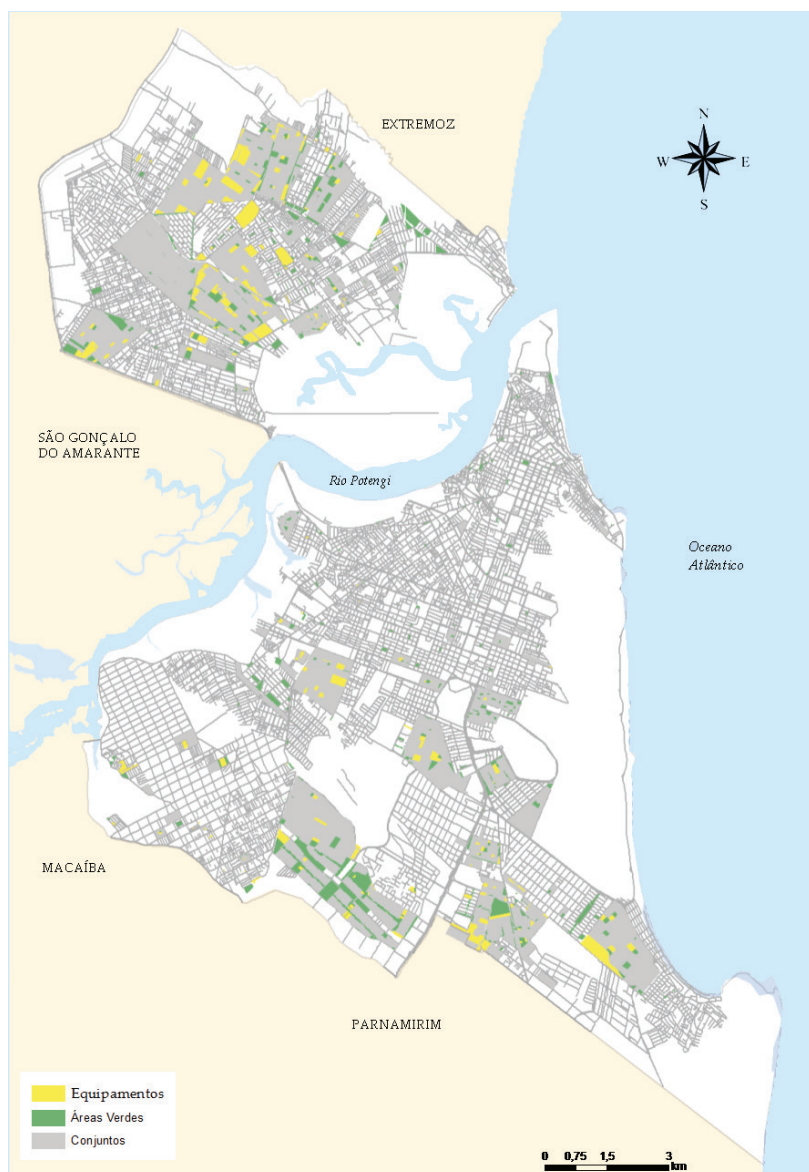 EXTREMOZ
N
W
E
S
SÃO GONÇALO
DO AMARANTE
Rio Potengi
Oceano
Atlântico
MACAÍBA
PARNAMIRIM
Equipamentos
Áreas Verdes
Conjuntos
0 0,75 1,5 3
km